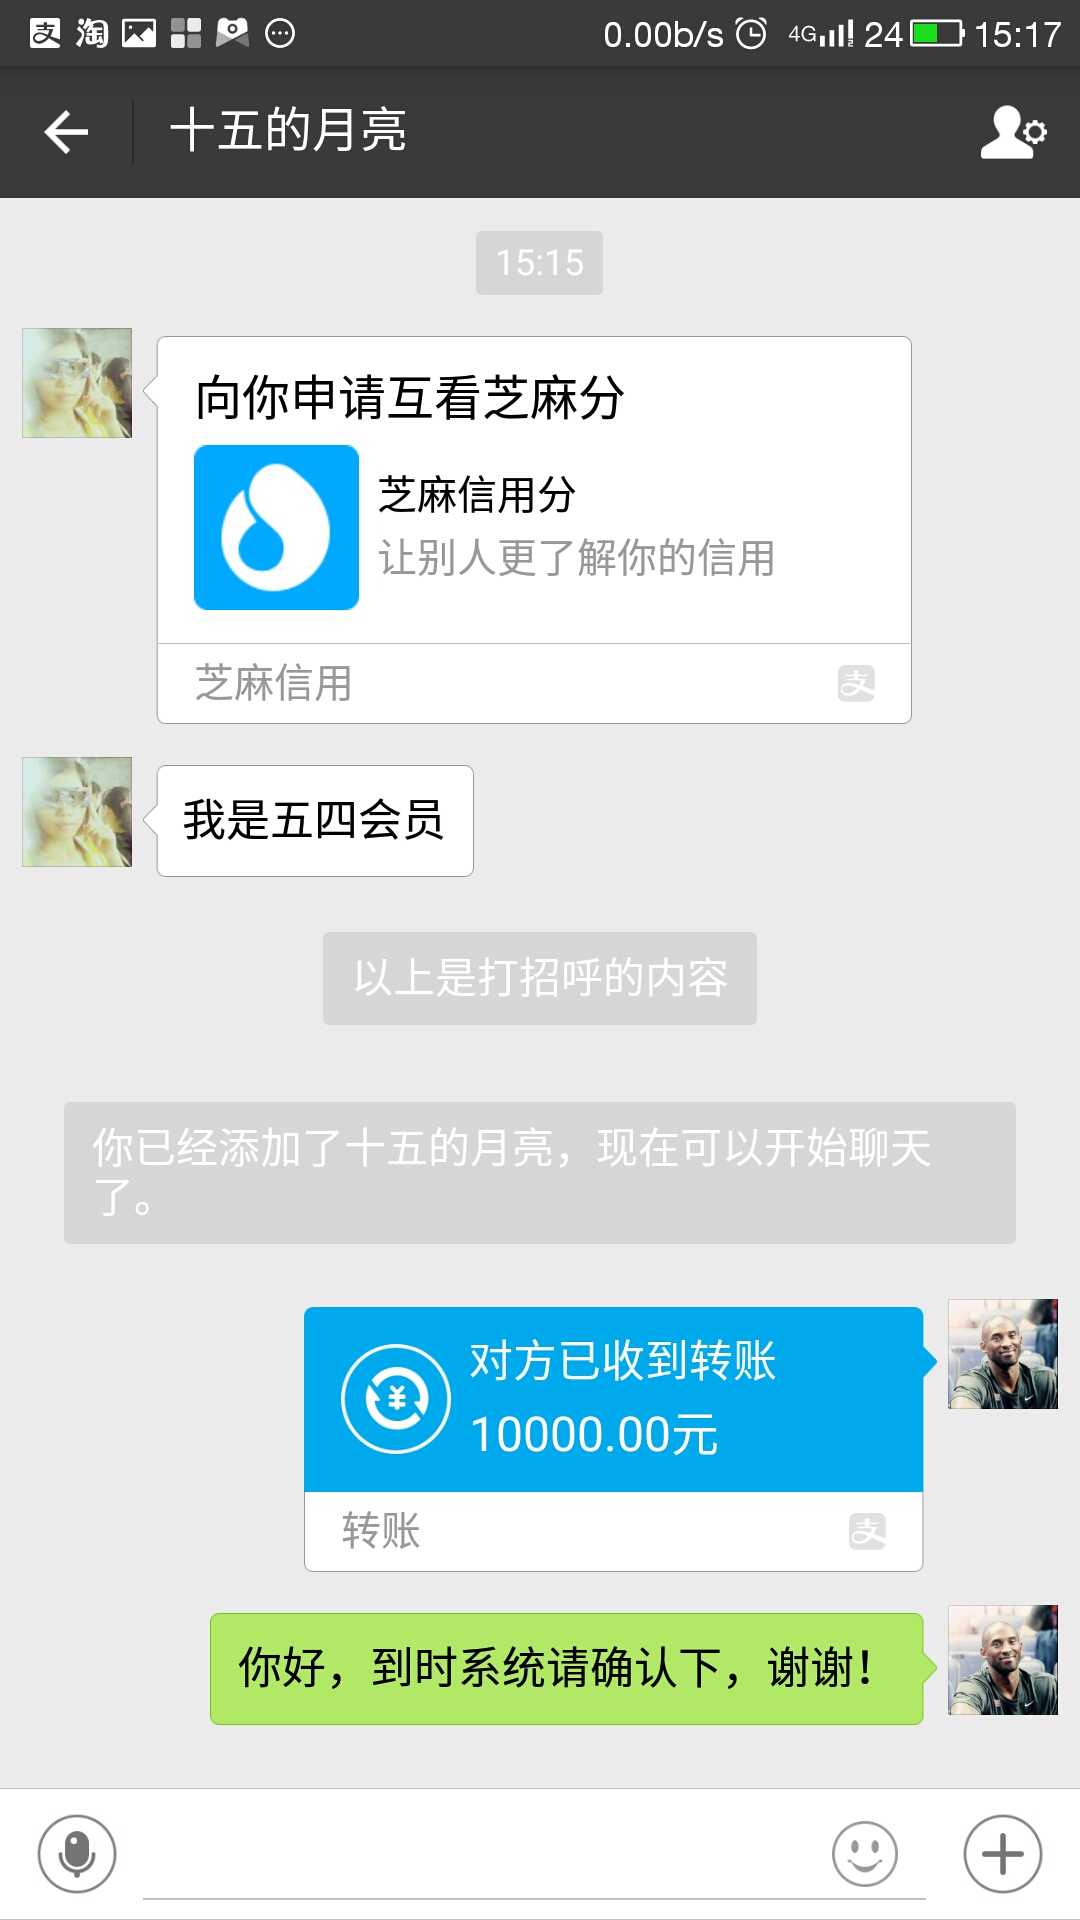 支 淘 0.00b/s 4G 24 15:17
十五的月亮
15:15
向你申请互看芝麻分
芝麻信用分
让别人更了解你的信用
芝麻信用
支
我是五四会员
以上是打招呼的内容
你已经添加了十五的月亮，现在可以开始聊天
了。
对方已收到转账
¥
10000.00元
转账
支
你好，到时系统请确认下，谢谢！